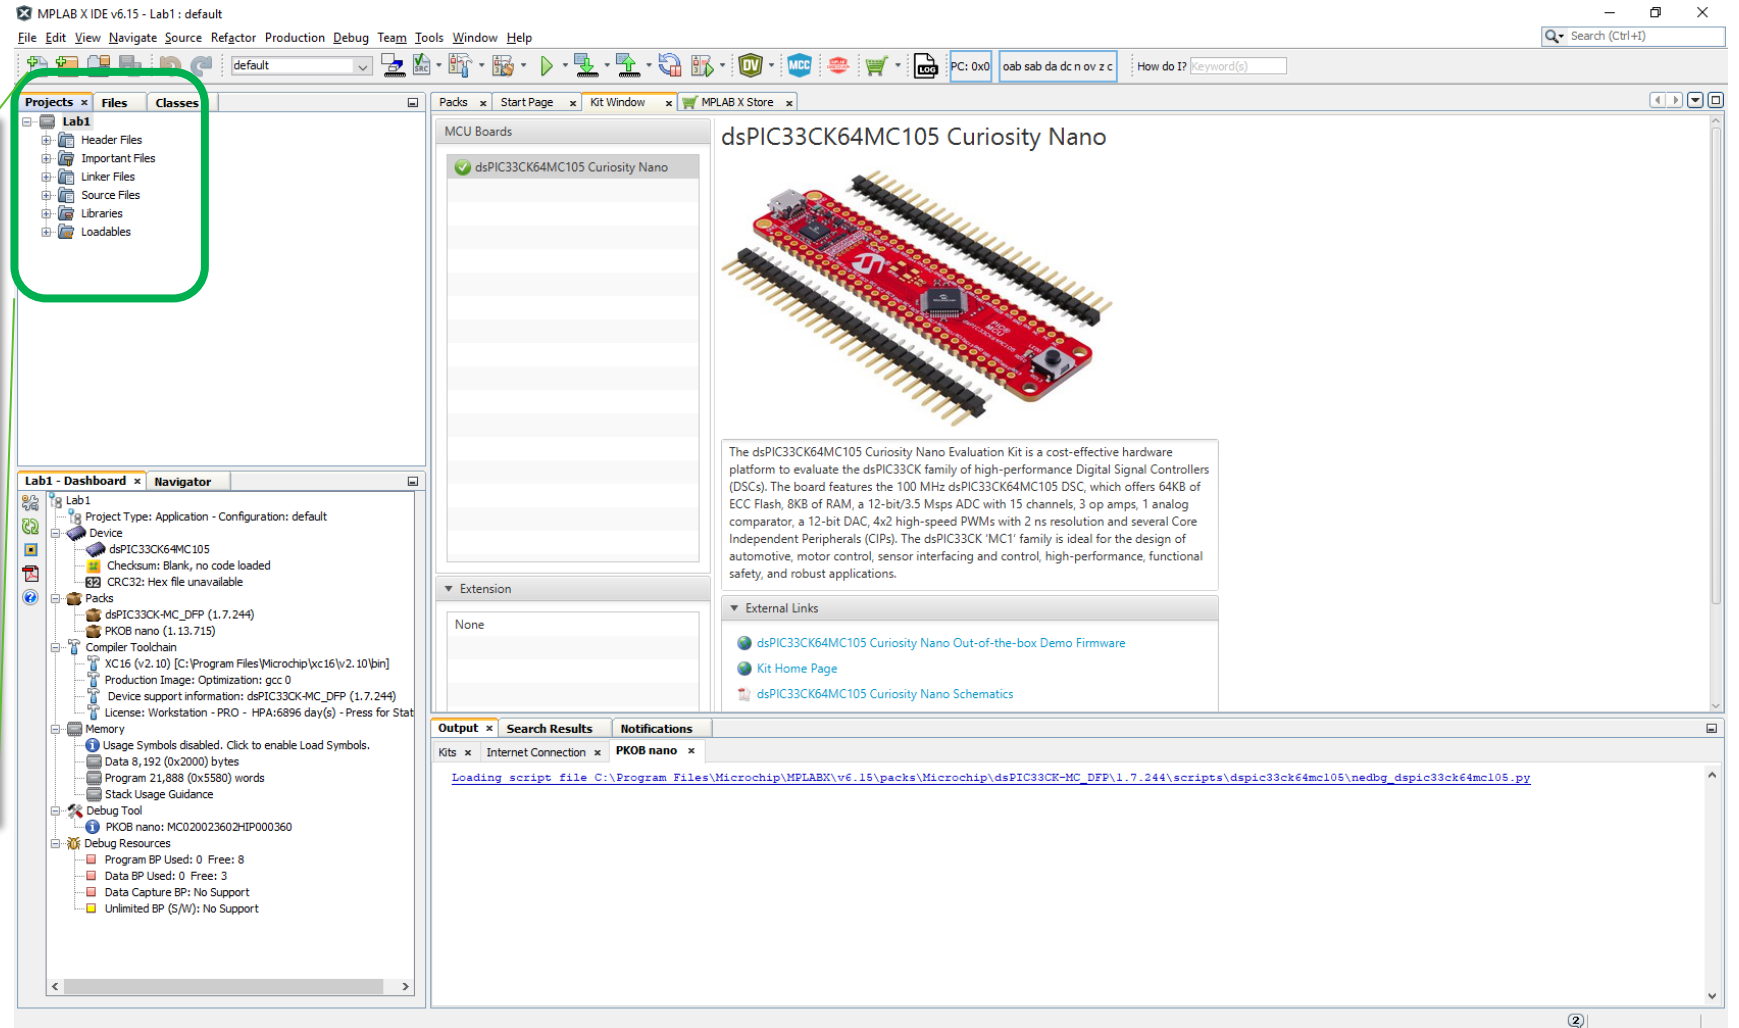 MPLAB X IDE v6.15 - Lab1 : default
File Edit View Navigate Source Refactor Production Debug Team Tools Window Help
Search (Ctrl+I)
default
SRC
DV
MCC
LOG
PC: 0x0
oab sab da dc n ov z c
How do I? Keyword(s)
Projects
Files
Classes
Lab1
Header Files
Important Files
Linker Files
Source Files
Libraries
Loadables
Packs
Start Page
Kit Window
MPLAB X Store
MCU Boards
dsPIC33CK64MC105 Curiosity Nano
dsPIC33CK64MC105 Curiosity Nano
The dsPIC33CK64MC105 Curiosity Nano Evaluation Kit is a cost-effective hardware
platform to evaluate the dsPIC33CK family of high-performance Digital Signal Controllers
(DSCs). The board features the 100 MHz dsPIC33CK64MC105 DSC, which offers 64KB of
ECC Flash, 8KB of RAM, a 12-bit/3.5 Msps ADC with 15 channels, 3 op amps, 1 analog
comparator, a 12-bit DAC, 4x2 high-speed PWMs with 2 ns resolution and several Core
Independent Peripherals (CIPs). The dsPIC33CK 'MC1' family is ideal for the design of
automotive, motor control, sensor interfacing and control, high-performance, functional
safety, and robust applications.
Extension
None
External Links
dsPIC33CK64MC105 Curiosity Nano Out-of-the-box Demo Firmware
Kit Home Page
dsPIC33CK64MC105 Curiosity Nano Schematics
Lab1 - Dashboard
Navigator
Lab1
Project Type: Application - Configuration: default
Device
dsPIC33CK64MC105
Checksum: Blank, no code loaded
32 CRC32: Hex file unavailable
Packs
dsPIC33CK-MC_DFP (1.7.244)
PKOB nano (1.13.715)
Compiler Toolchain
XC16 (v2.10) [C:\Program Files\Microchip\xc16\v2.10\bin]
Production Image: Optimization: gcc 0
Device support information: dsPIC33CK-MC_DFP (1.7.244)
License: Workstation - PRO - HPA:6896 day(s) - Press for Stat
Memory
Usage Symbols disabled. Click to enable Load Symbols.
Data 8,192 (0x2000) bytes
Program 21,888 (0x5580) words
Stack Usage Guidance
Debug Tool
PKOB nano: MC020023602HIP000360
Debug Resources
Program BP Used: 0 Free: 8
Data BP Used: 0 Free: 3
Data Capture BP: No Support
Unlimited BP (S/W): No Support
Output
Search Results
Notifications
Kits
Internet Connection
PKOB nano
Loading script file C:\Program Files\Microchip\MPLABX\v6.15\packs\Microchip\dsPIC33CK-MC_DFP\1.7.244\scripts\dspic33ck64mc105\nedbg_dspic33ck64mc105.py
2